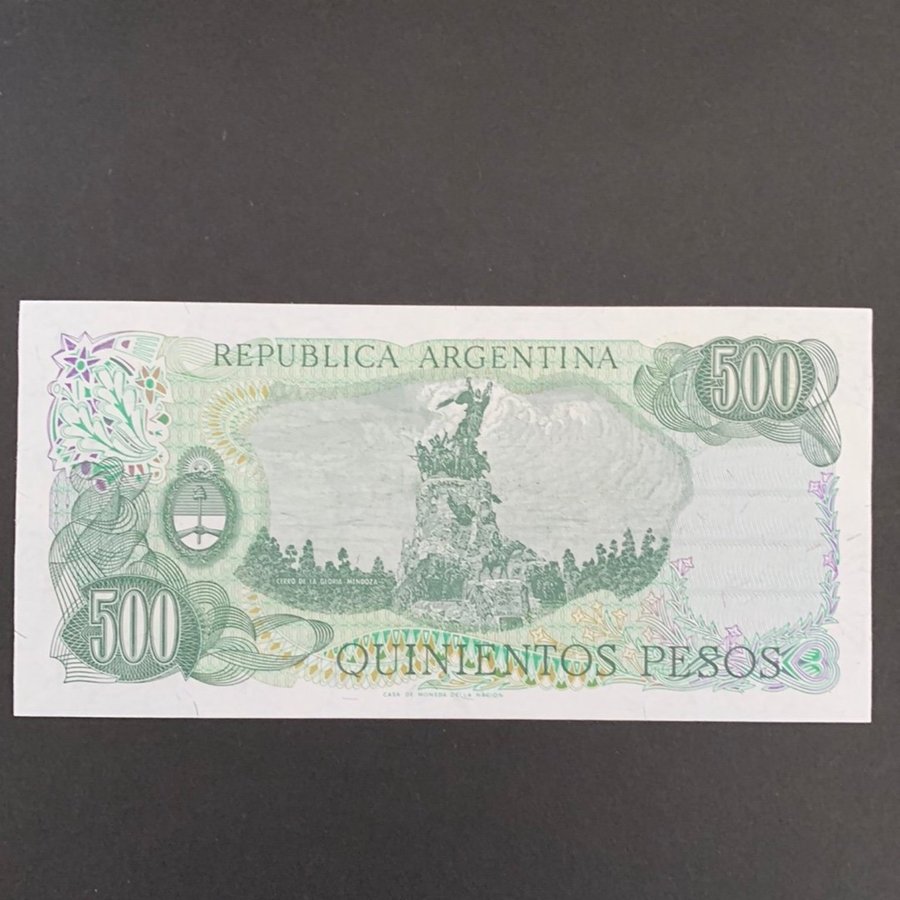 REPUBLICA ARGENTINA
500
CERRO DE LA GLORIA-MENDOZA
500
QUINIENTOS PESOS
CASA DE MONEDA DE LA NACION